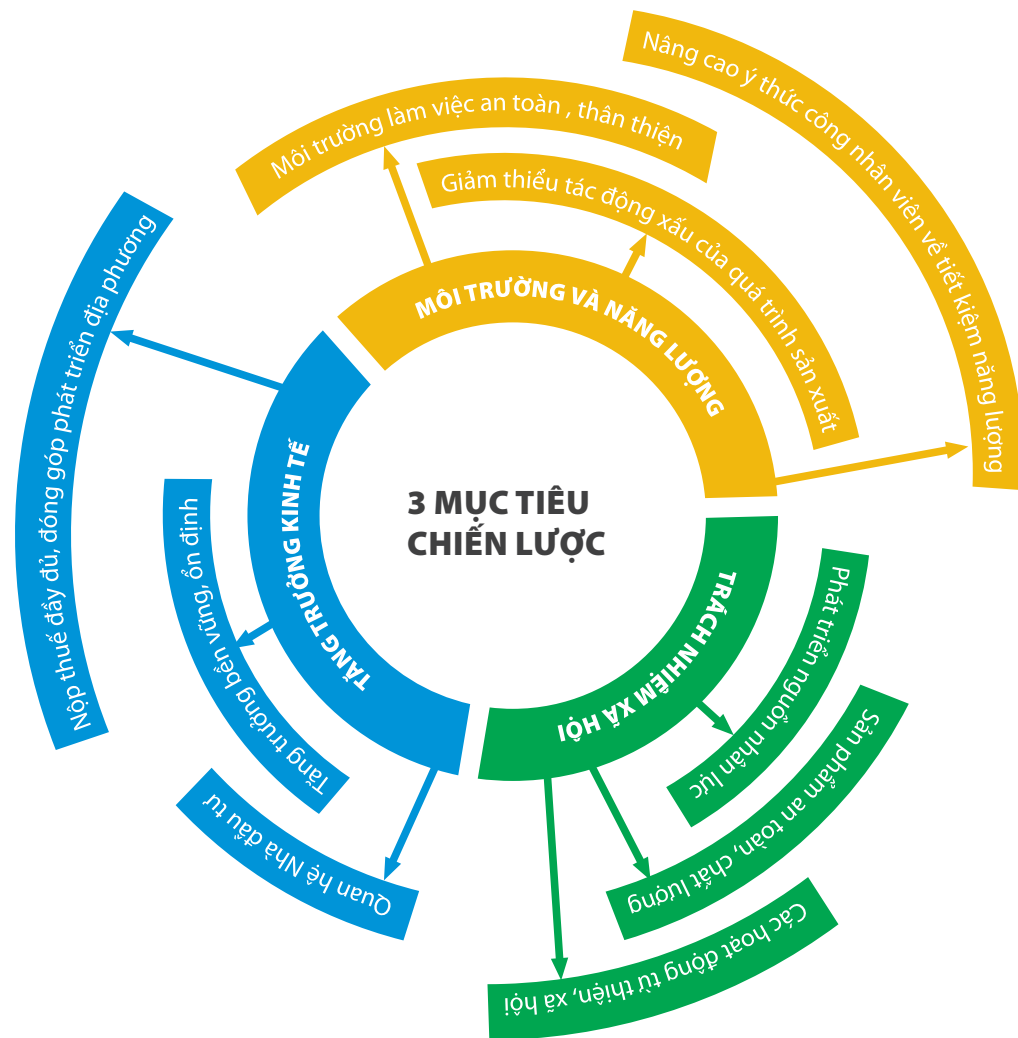 3 MỤC TIÊU
CHIẾN LƯỢC
MÔI TRƯỜNG VÀ NĂNG LƯỢNG
Môi trường làm việc an toàn , thân thiện
Giảm thiểu tác động xấu của quá trình sản xuất
Nâng cao ý thức công nhân viên về tiết kiệm năng lượng
TRÁCH NHIỆM XÃ HỘI
Phát triển nguồn nhân lực
Sản phẩm an toàn, chất lượng
Các hoạt động từ thiện, xã hội
TĂNG TRƯỞNG KINH TẾ
Nộp thuế đầy đủ, đóng góp phát triển địa phương
Tăng trưởng bền vững, ổn định
Quan hệ Nhà đầu tư